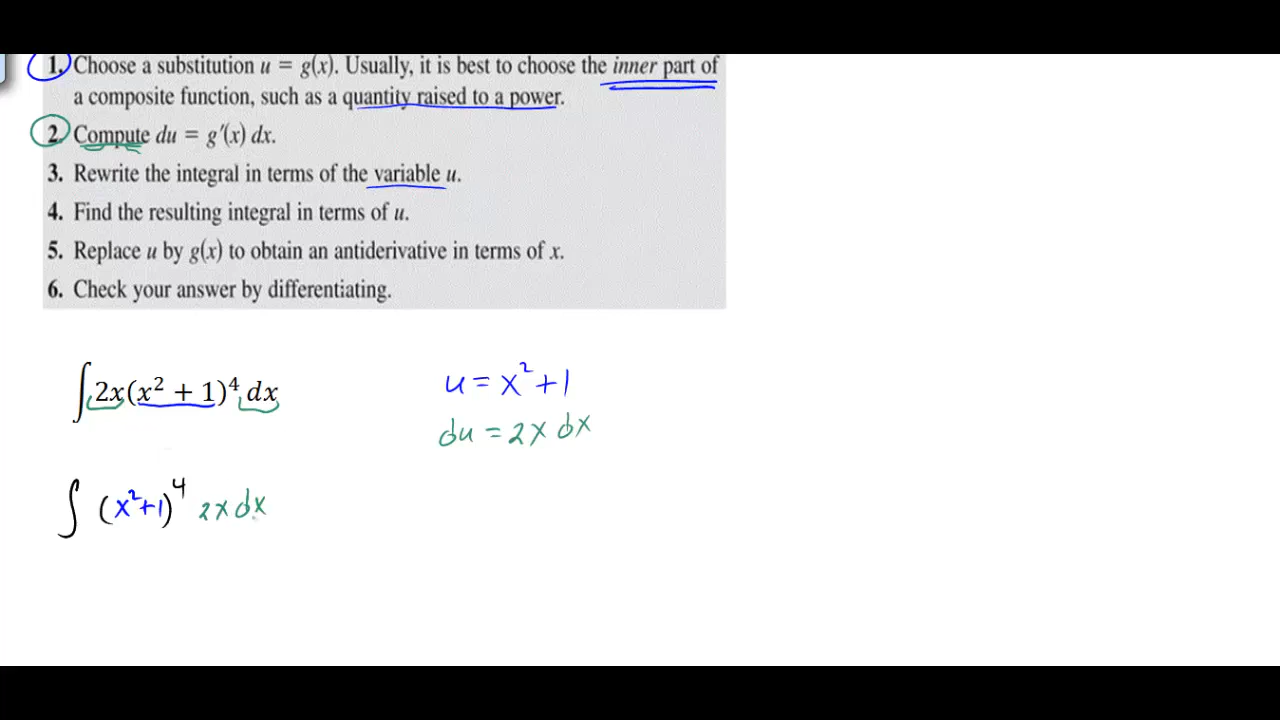 1. Choose a substitution u = g(x). Usually, it is best to choose the inner part of
a composite function, such as a quantity raised to a power.
2. Compute du = g′(x) dx.
3. Rewrite the integral in terms of the variable u.
4. Find the resulting integral in terms of u.
5. Replace u by g(x) to obtain an antiderivative in terms of x.
6. Check your answer by differentiating.
∫2x(x² + 1)⁴ dx
u = x² + 1
du = 2x dx
∫ (x²+1)⁴ 2x dx